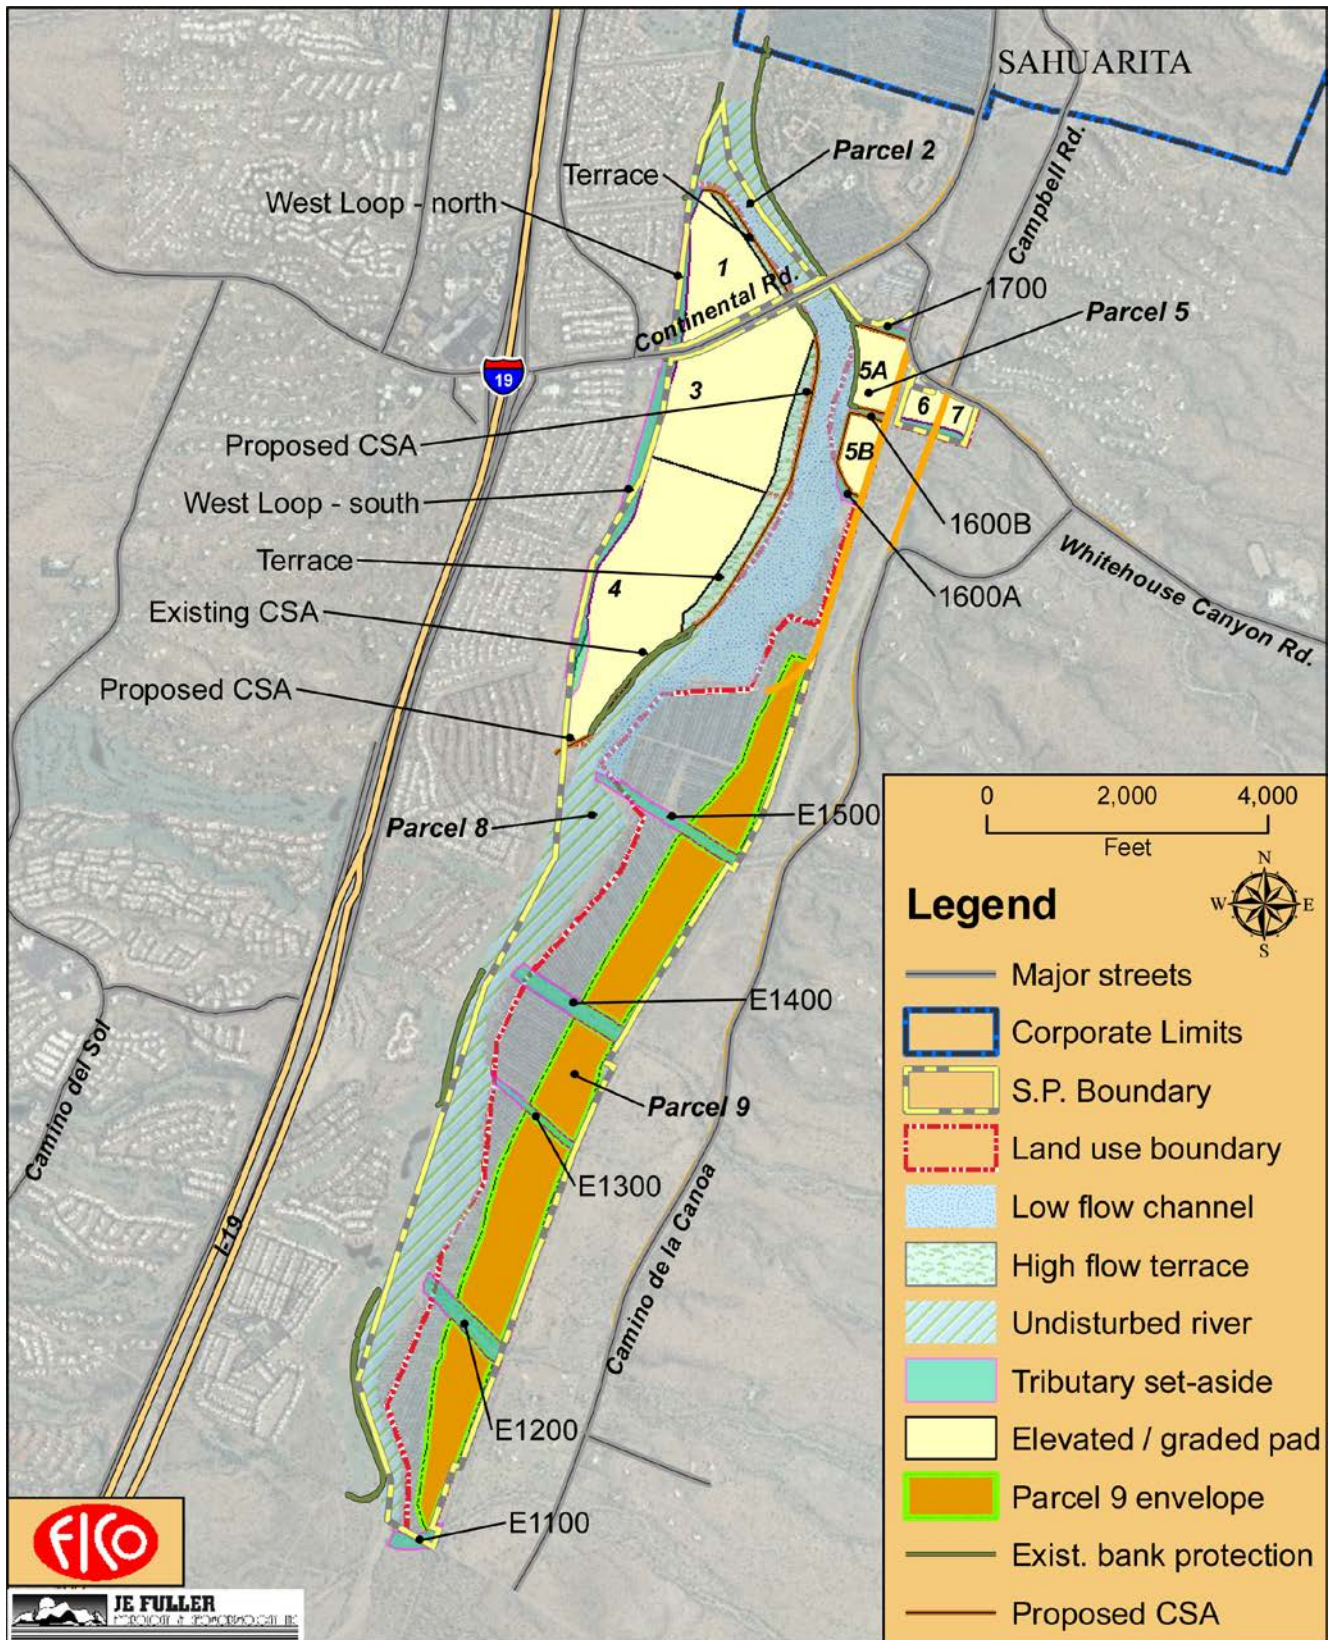 SAHUARITA
Parcel 2
Terrace
West Loop - north
Campbell Rd.
1
Continental Rd.
1700
Parcel 5
19
5A
3
6
7
Proposed CSA
5B
West Loop - south
1600B
Whitehouse Canyon Rd.
Terrace
4
1600A
Existing CSA
Proposed CSA
Parcel 8
E1500
E1400
Camino del Sol
Parcel 9
E1300
I-19
Camino de la Canoa
E1200
E1100
0 2,000 4,000
Feet
N
W E
S
Legend
Major streets
Corporate Limits
S.P. Boundary
Land use boundary
Low flow channel
High flow terrace
Undisturbed river
Tributary set-aside
Elevated / graded pad
Parcel 9 envelope
Exist. bank protection
Proposed CSA
FICO
JE FULLER